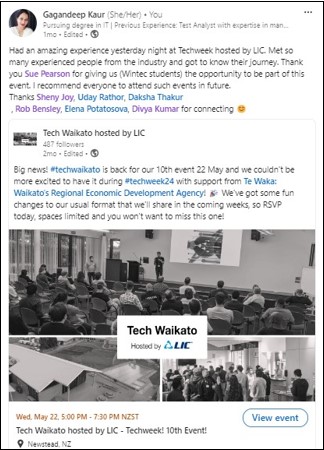 Gagandeep Kaur (She/Her) • You
Pursuing degree in IT | Previous Experience: Test Analyst with expertise in man...
1mo • Edited •
Had an amazing experience yesterday night at Techweek hosted by LIC. Met so
many experienced people from the industry and got to know their journey. Thank
you Sue Pearson for giving us (Wintec students) the opportunity to be part of this
event. I recommend everyone to attend such events in future.
Thanks Sheny Joy, Uday Rathor, Daksha Thakur
, Rob Bensley, Elena Potatosova, Divya Kumar for connecting 😊
Tech Waikato hosted by LIC
487 followers
2mo • Edited •
Big news! #techwaikato is back for our 10th event 22 May and we couldn't be
more excited to have it during #techweek24 with support from Te Waka:
Waikato's Regional Economic Development Agency! 🎉 We've got some fun
changes to our usual format that we'll share in the coming weeks, so RSVP
today, spaces limited and you won't want to miss this one!
Tech Waikato
Hosted by LIC
Wed, May 22, 5:00 PM - 7:30 PM NZST
View event
Tech Waikato hosted by LIC - Techweek! 10th Event!
Newstead, NZ